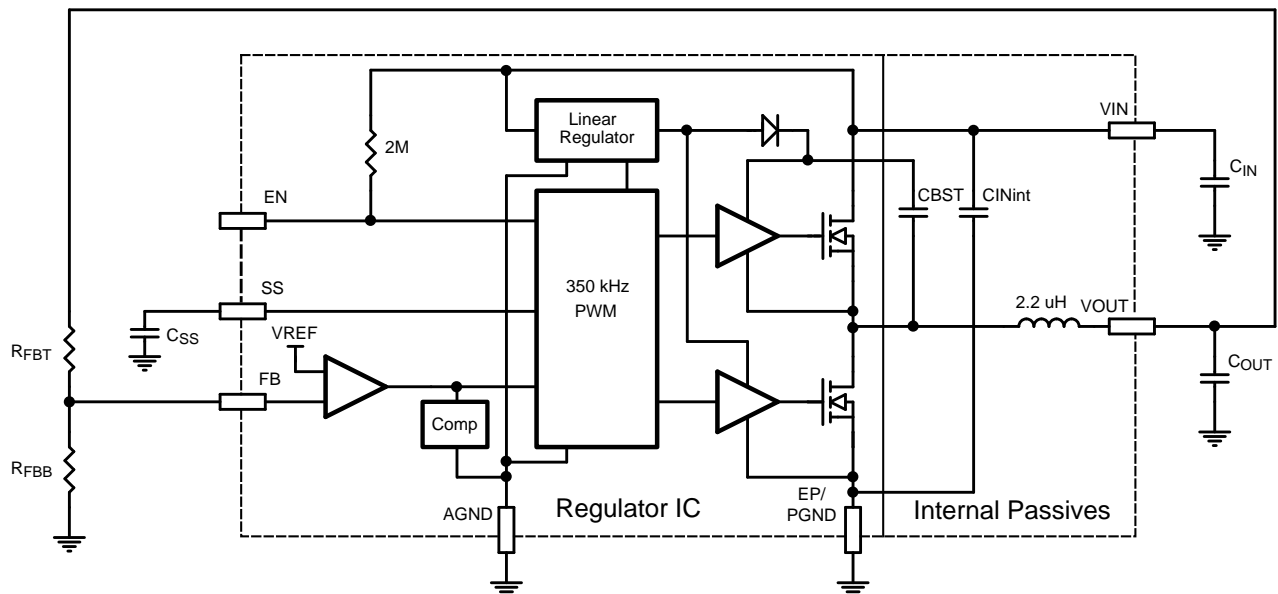 VIN
Linear
Regulator
2M
CIN
EN
CBST
CINint
SS
350 kHz
PWM
2.2 uH
VOUT
CSS
VREF
RFBT
FB
COUT
Comp
RFBB
AGND
Regulator IC
EP/
PGND
Internal Passives